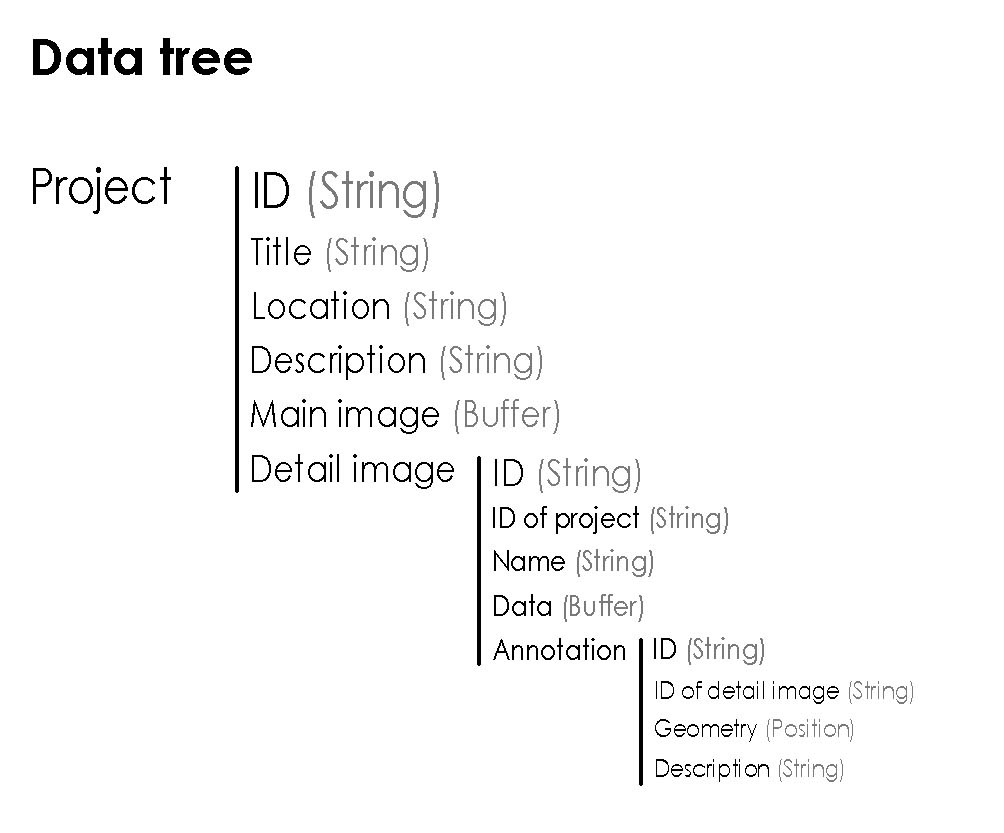 Data tree
Project
ID (String)
Title (String)
Location (String)
Description (String)
Main image (Buffer)
Detail image
ID (String)
ID of project (String)
Name (String)
Data (Buffer)
Annotation
ID (String)
ID of detail image (String)
Geometry (Position)
Description (String)